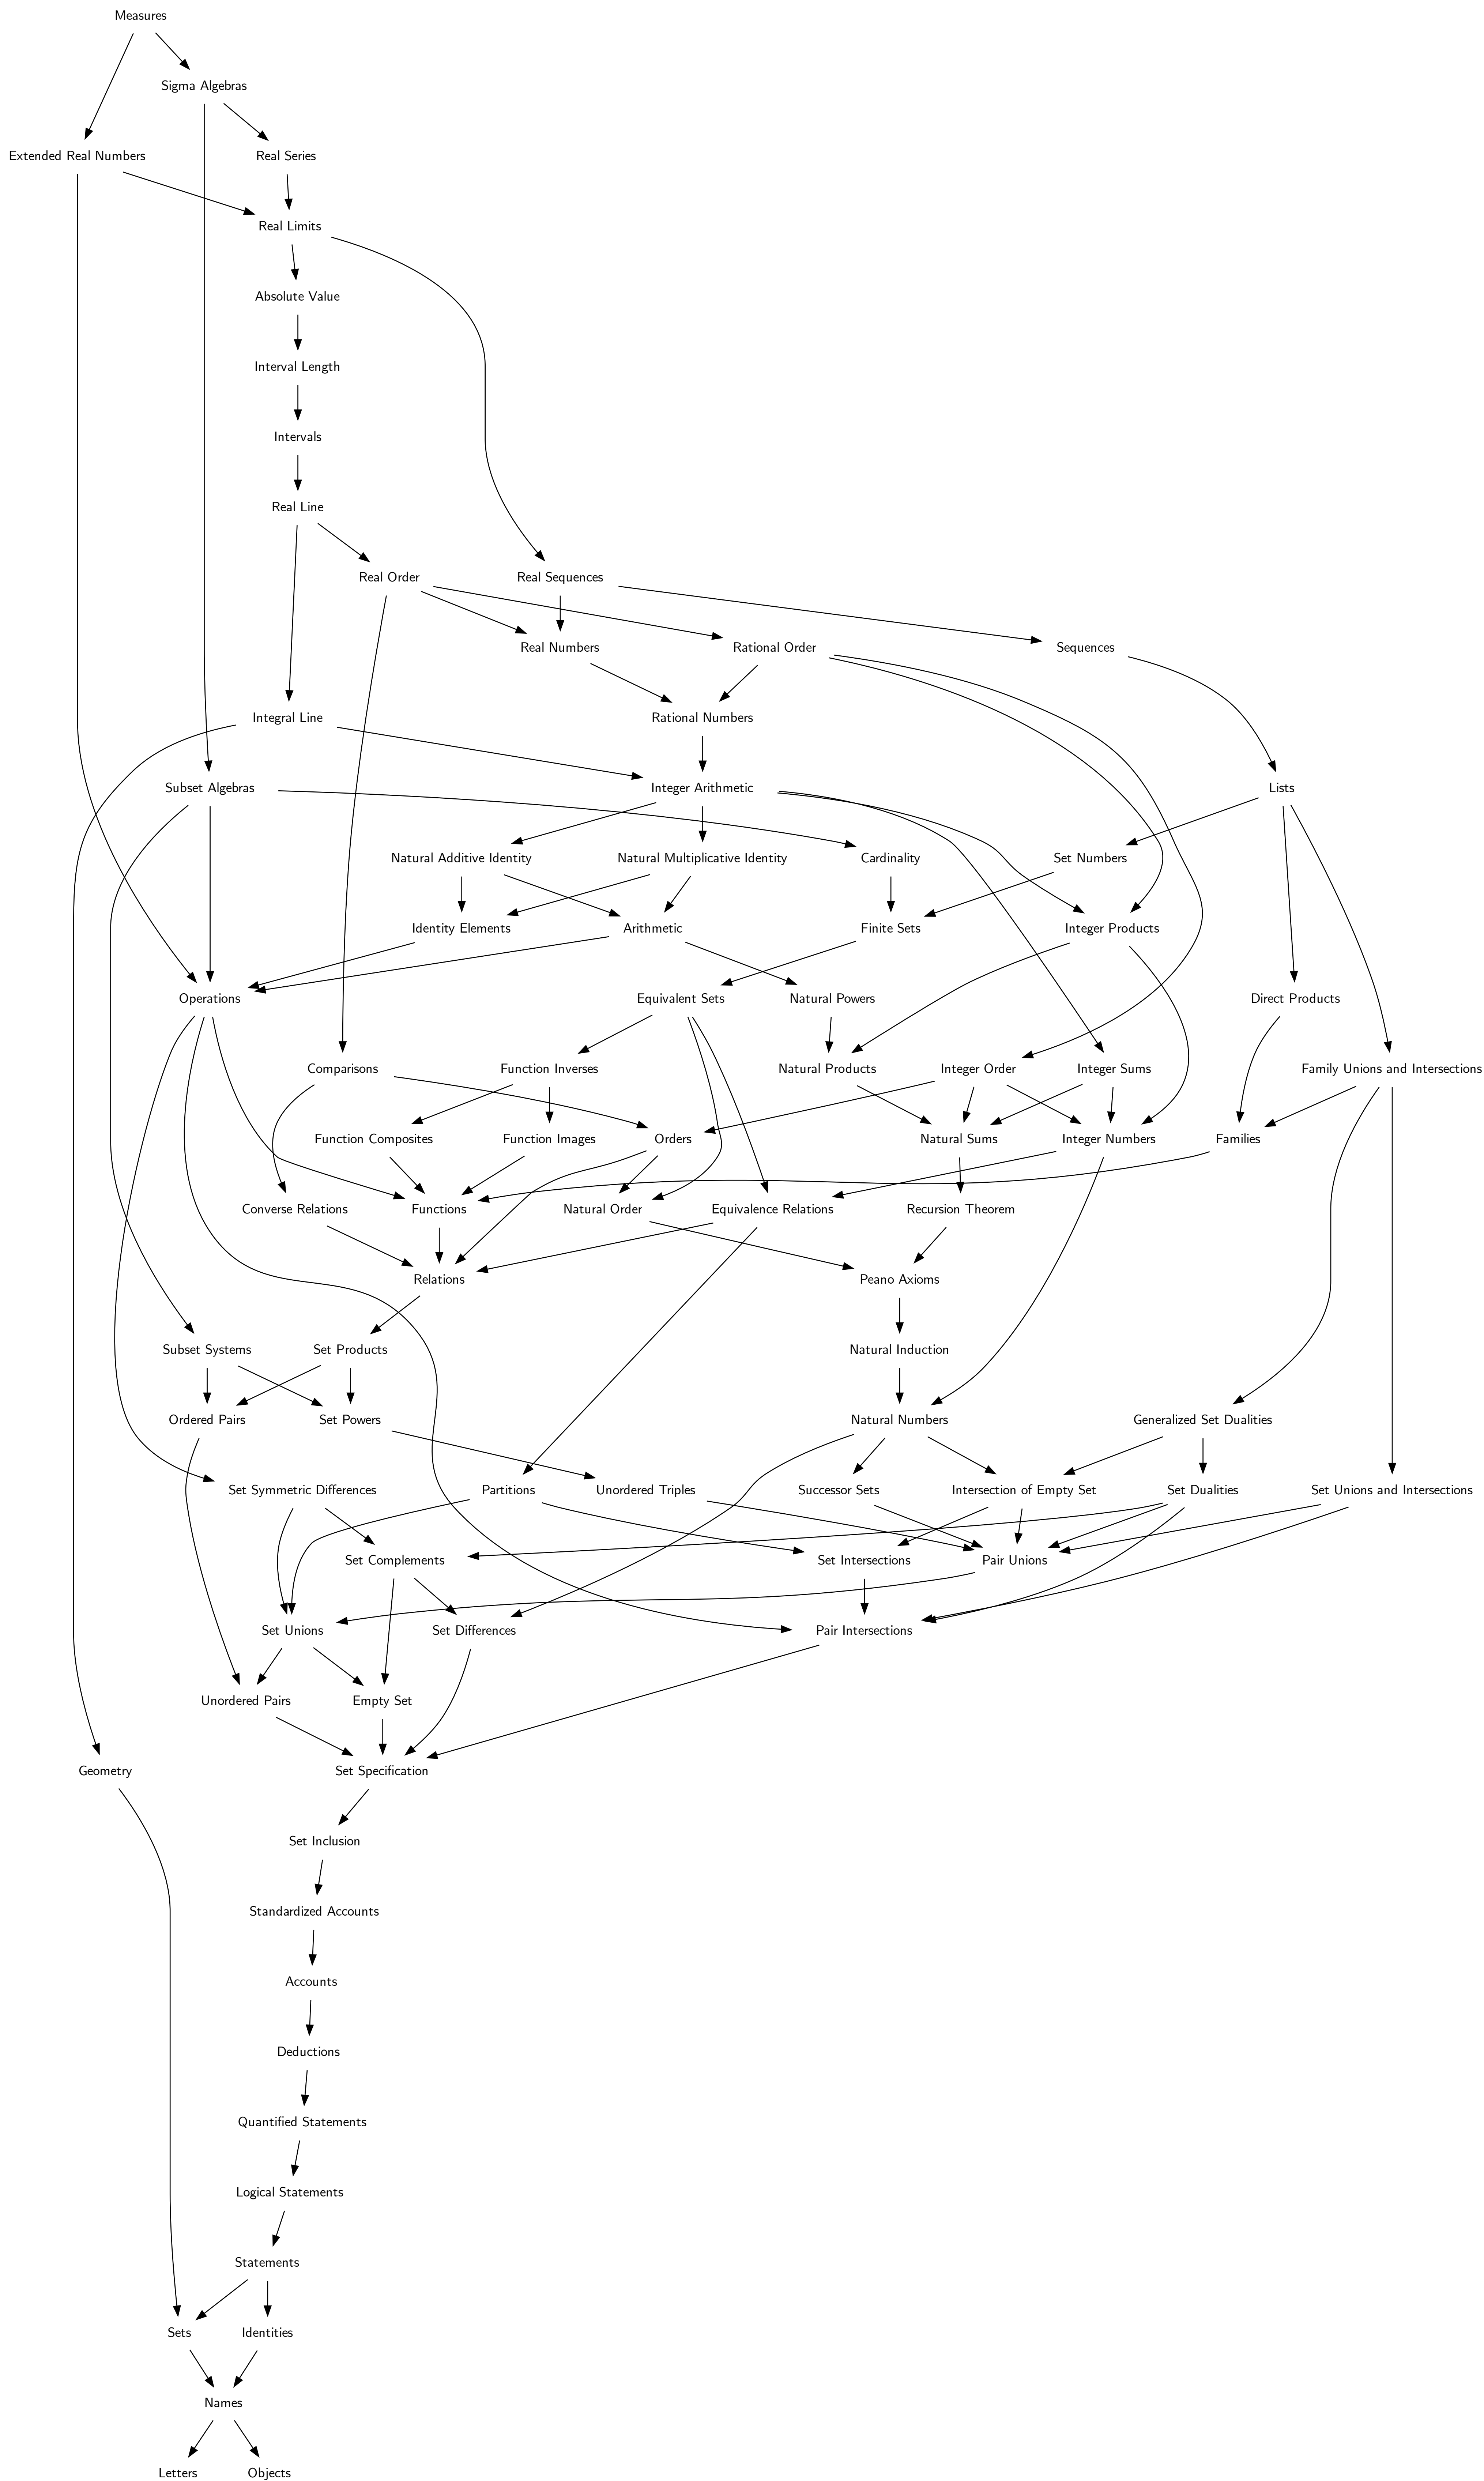 Measures
Sigma Algebras
Extended Real Numbers
Real Series
Real Limits
Absolute Value
Interval Length
Intervals
Real Line
Real Order
Real Sequences
Real Numbers
Rational Order
Sequences
Integral Line
Rational Numbers
Subset Algebras
Integer Arithmetic
Lists
Natural Additive Identity
Natural Multiplicative Identity
Cardinality
Set Numbers
Identity Elements
Arithmetic
Finite Sets
Integer Products
Operations
Equivalent Sets
Natural Powers
Direct Products
Comparisons
Function Inverses
Natural Products
Integer Order
Integer Sums
Family Unions and Intersections
Function Composites
Function Images
Orders
Natural Sums
Integer Numbers
Families
Converse Relations
Functions
Natural Order
Equivalence Relations
Recursion Theorem
Relations
Peano Axioms
Subset Systems
Set Products
Natural Induction
Ordered Pairs
Set Powers
Natural Numbers
Generalized Set Dualities
Set Symmetric Differences
Partitions
Unordered Triples
Successor Sets
Intersection of Empty Set
Set Dualities
Set Unions and Intersections
Set Complements
Set Intersections
Pair Unions
Set Unions
Set Differences
Pair Intersections
Unordered Pairs
Empty Set
Geometry
Set Specification
Set Inclusion
Standardized Accounts
Accounts
Deductions
Quantified Statements
Logical Statements
Statements
Sets
Identities
Names
Letters
Objects